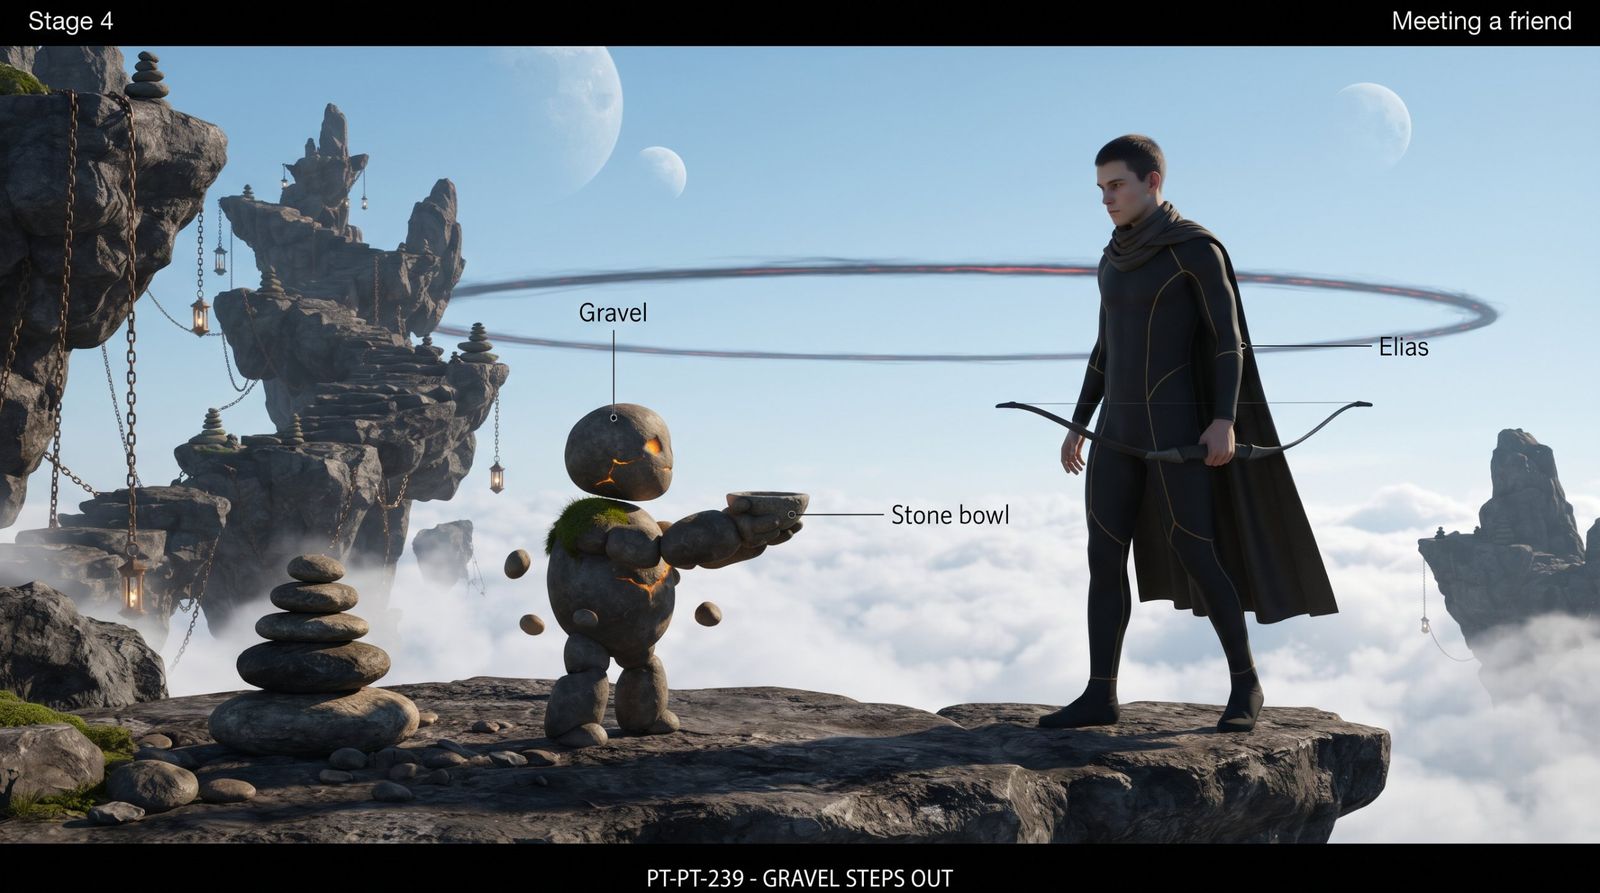 Stage 4
Meeting a friend
Gravel
Elias
Stone bowl
PT-PT-239 - GRAVEL STEPS OUT